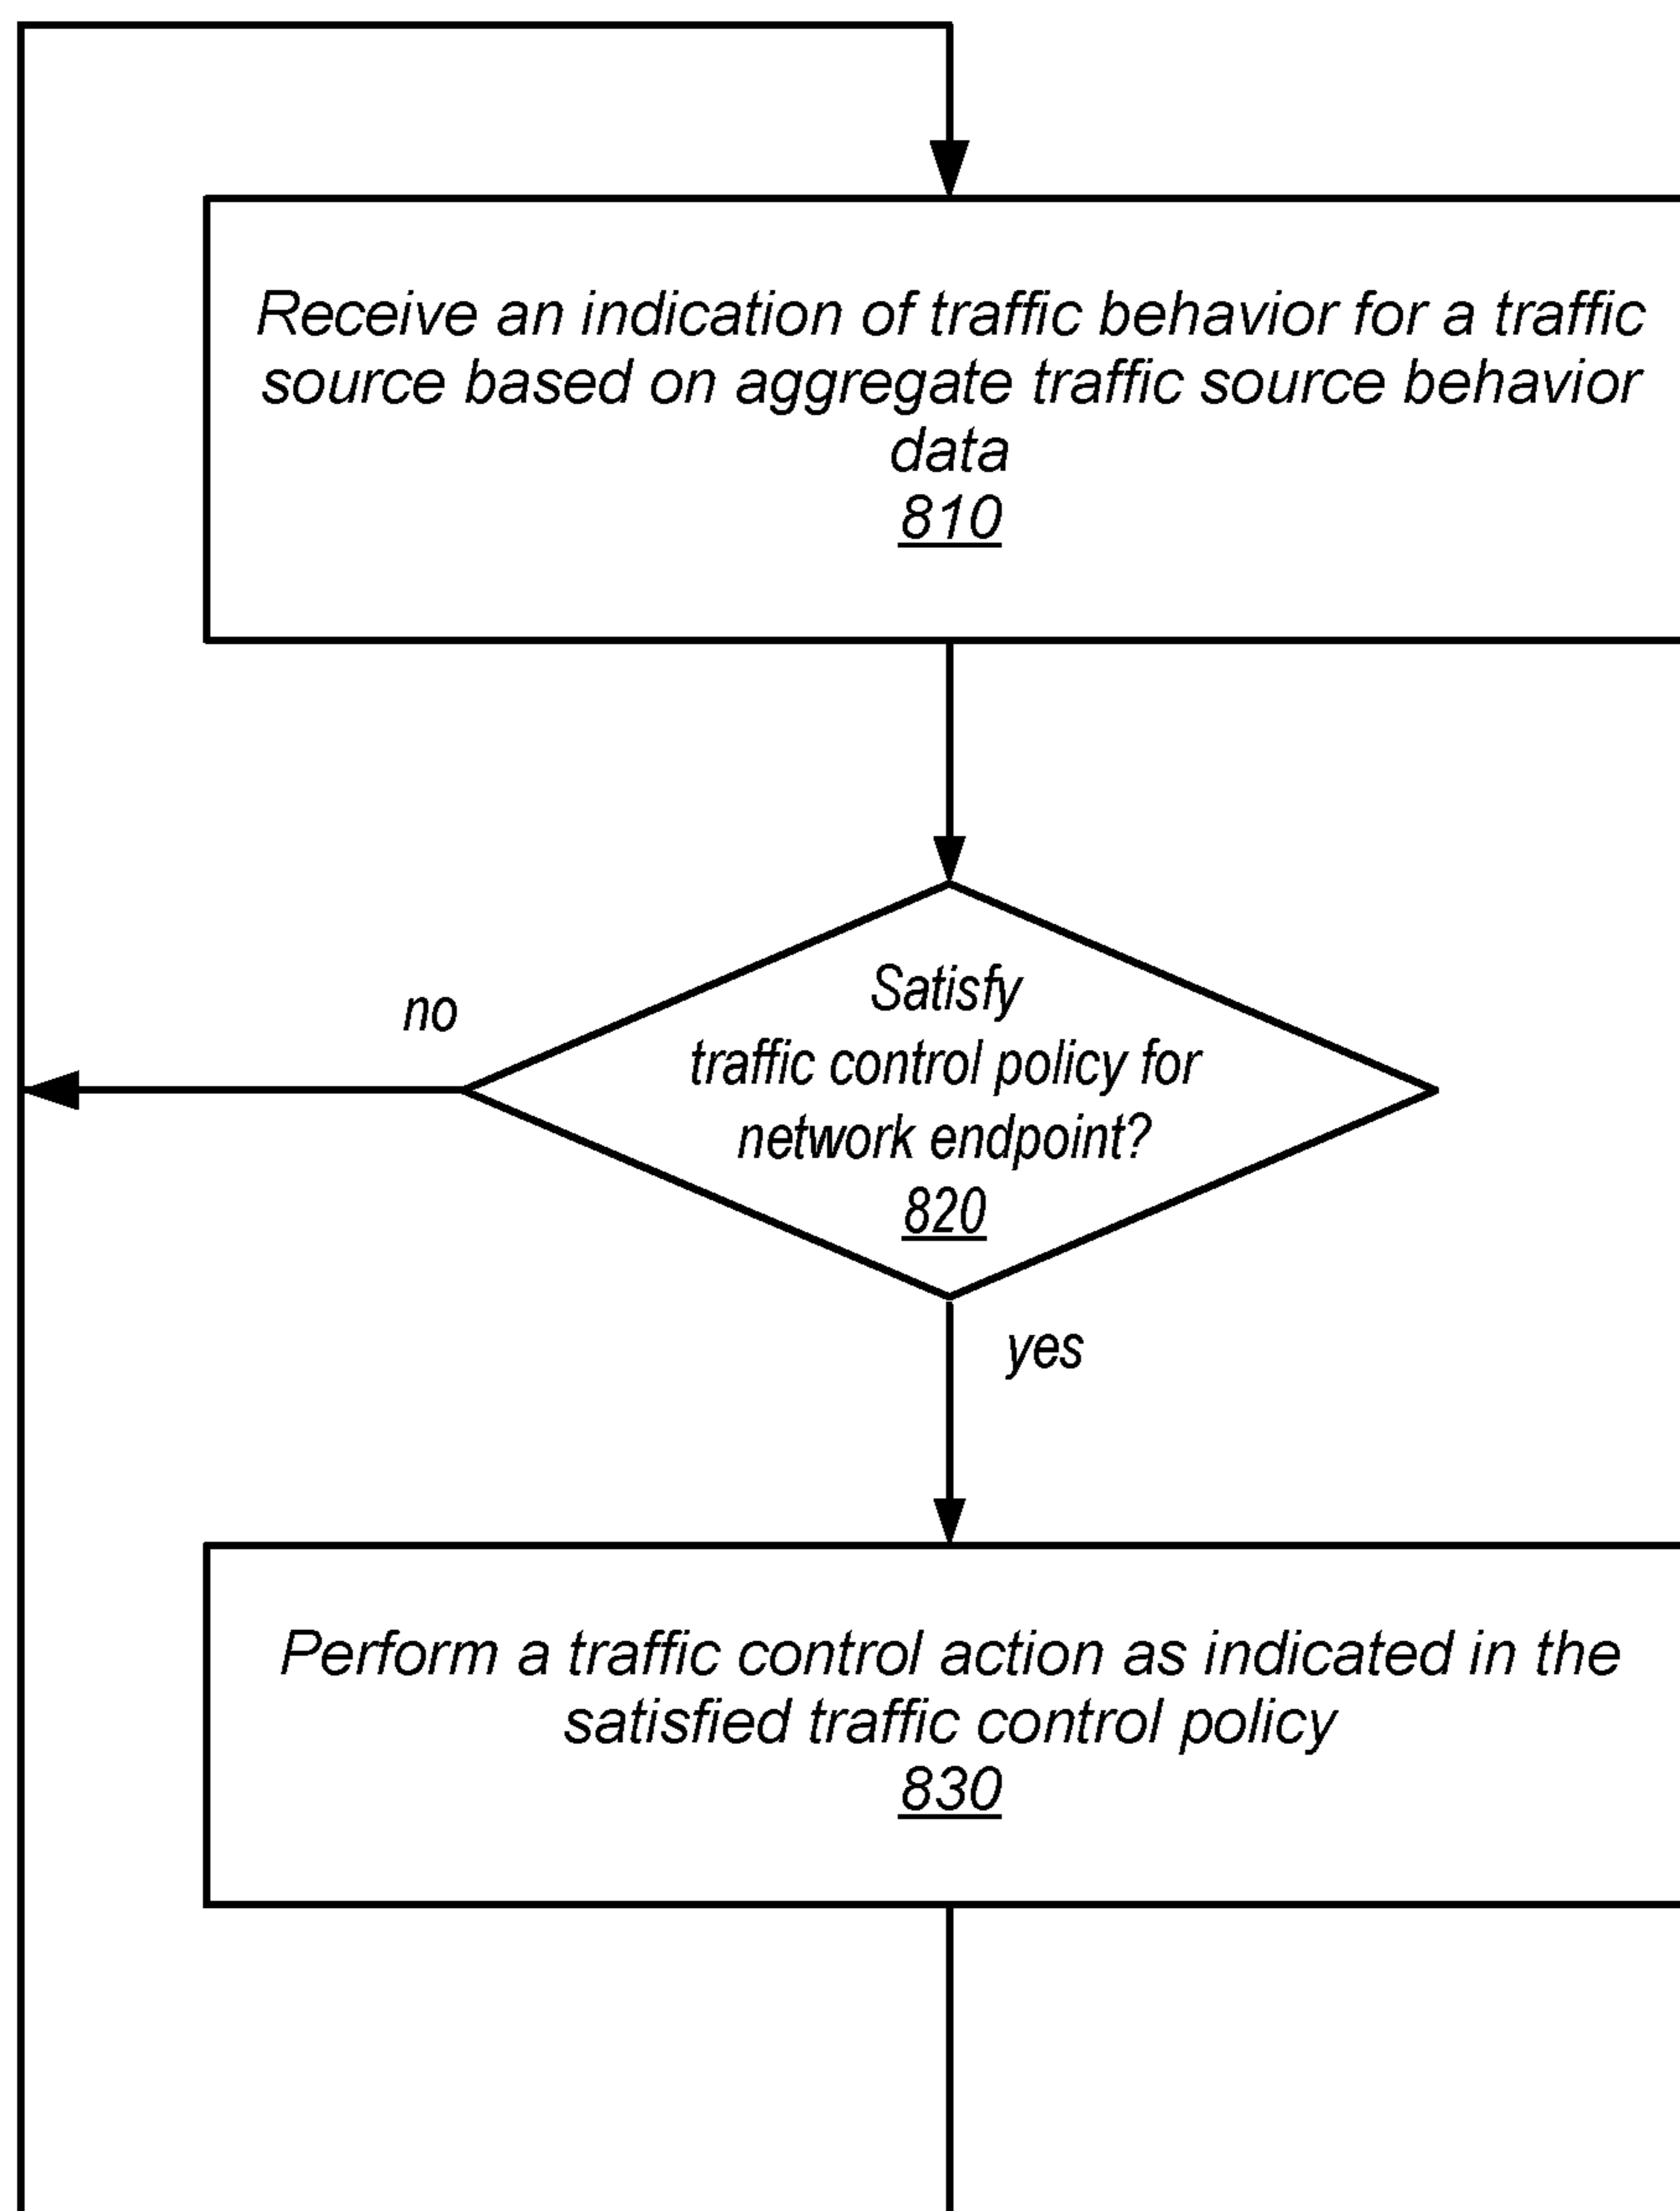 Receive an indication of traffic behavior for a traffic
source based on aggregate traffic source behavior
data
810
Satisfy
traffic control policy for
network endpoint?
820
no
yes
Perform a traffic control action as indicated in the
satisfied traffic control policy
830